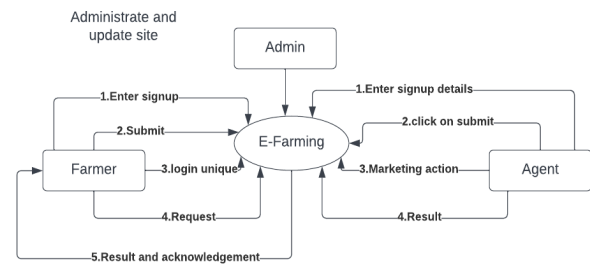 Administrate and
update site
Admin
1.Enter signup
1.Enter signup details
2.Submit
2.click on submit
E-Farming
Farmer
3.login unique
3.Marketing action
Agent
4.Request
4.Result
5.Result and acknowledgement